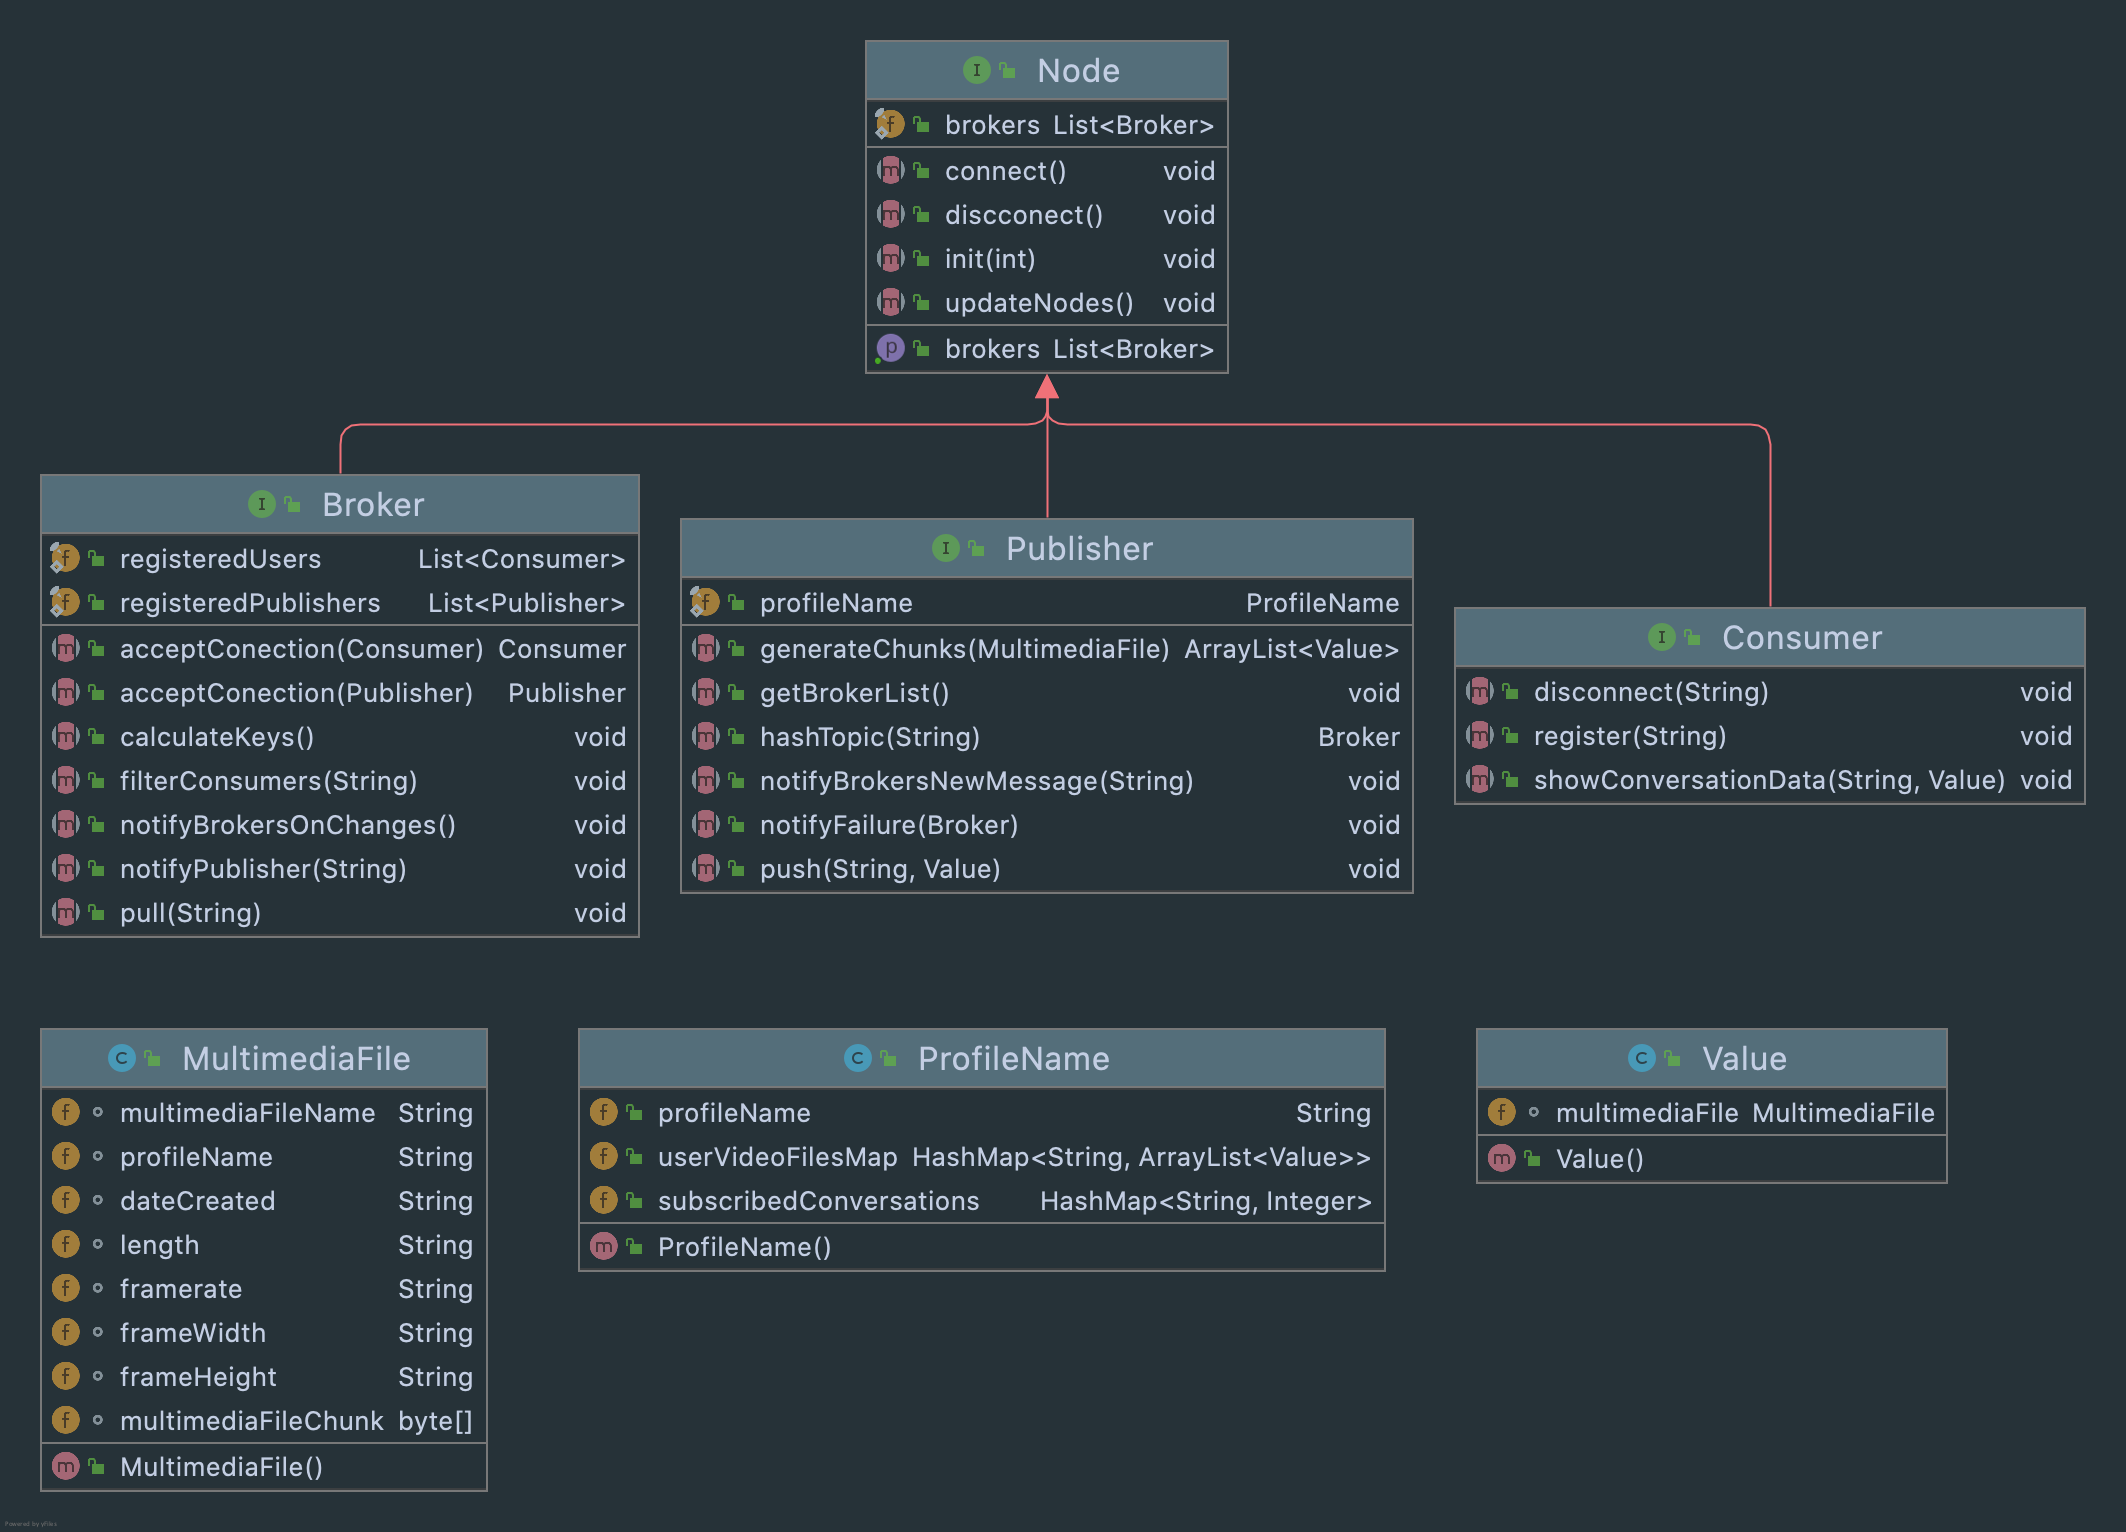 Node
brokers List<Broker>
connect() void
discconect() void
init(int) void
updateNodes() void
brokers List<Broker>
Broker
registeredUsers List<Consumer>
registeredPublishers List<Publisher>
acceptConection(Consumer) Consumer
acceptConection(Publisher) Publisher
calculateKeys() void
filterConsumers(String) void
notifyBrokersOnChanges() void
notifyPublisher(String) void
pull(String) void
Publisher
profileName ProfileName
generateChunks(MultimediaFile) ArrayList<Value>
getBrokerList() void
hashTopic(String) Broker
notifyBrokersNewMessage(String) void
notifyFailure(Broker) void
push(String, Value) void
Consumer
disconnect(String) void
register(String) void
showConversationData(String, Value) void
MultimediaFile
multimediaFileName String
profileName String
dateCreated String
length String
framerate String
frameWidth String
frameHeight String
multimediaFileChunk byte[]
MultimediaFile()
ProfileName
profileName String
userVideoFilesMap HashMap<String, ArrayList<Value>>
subscribedConversations HashMap<String, Integer>
ProfileName()
Value
multimediaFile MultimediaFile
Value()
Powered by yFiles